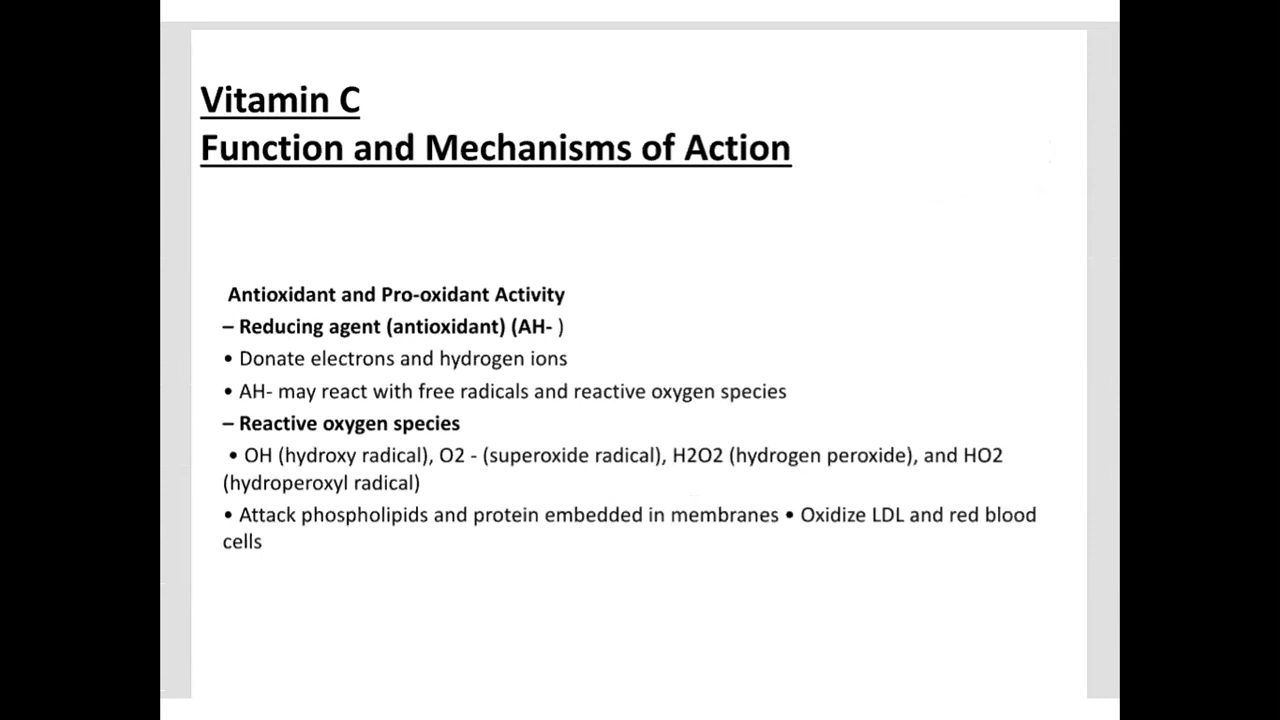 Vitamin C
Function and Mechanisms of Action
Antioxidant and Pro-oxidant Activity
– Reducing agent (antioxidant) (AH- )
• Donate electrons and hydrogen ions
• AH- may react with free radicals and reactive oxygen species
– Reactive oxygen species
• OH (hydroxy radical), O2 - (superoxide radical), H2O2 (hydrogen peroxide), and HO2
(hydroperoxyl radical)
• Attack phospholipids and protein embedded in membranes • Oxidize LDL and red blood
cells